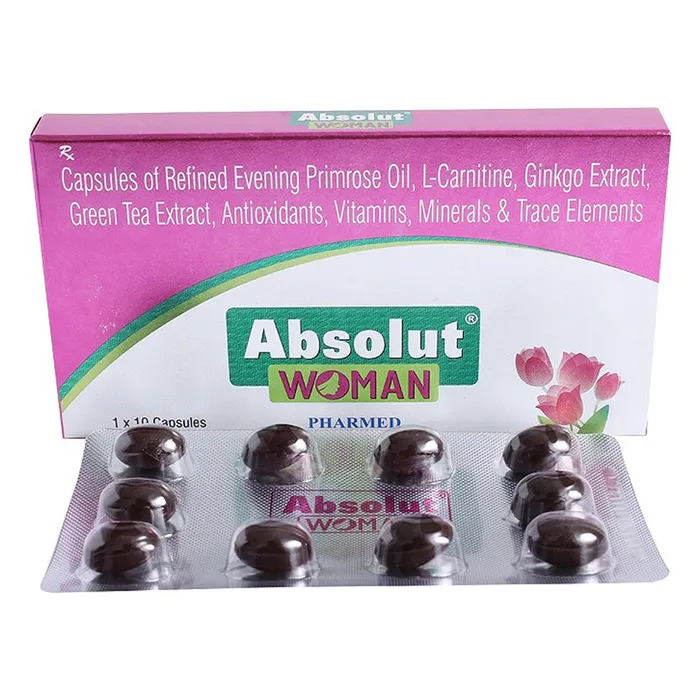 Absolut
WOMAN
Rx
Capsules of Refined Evening Primrose Oil, L-Carnitine, Ginkgo Extract,
Green Tea Extract, Antioxidants, Vitamins, Minerals & Trace Elements
Absolut®
WOMAN
1 x 10 Capsules
PHARMED
Absolut®
WOMAN